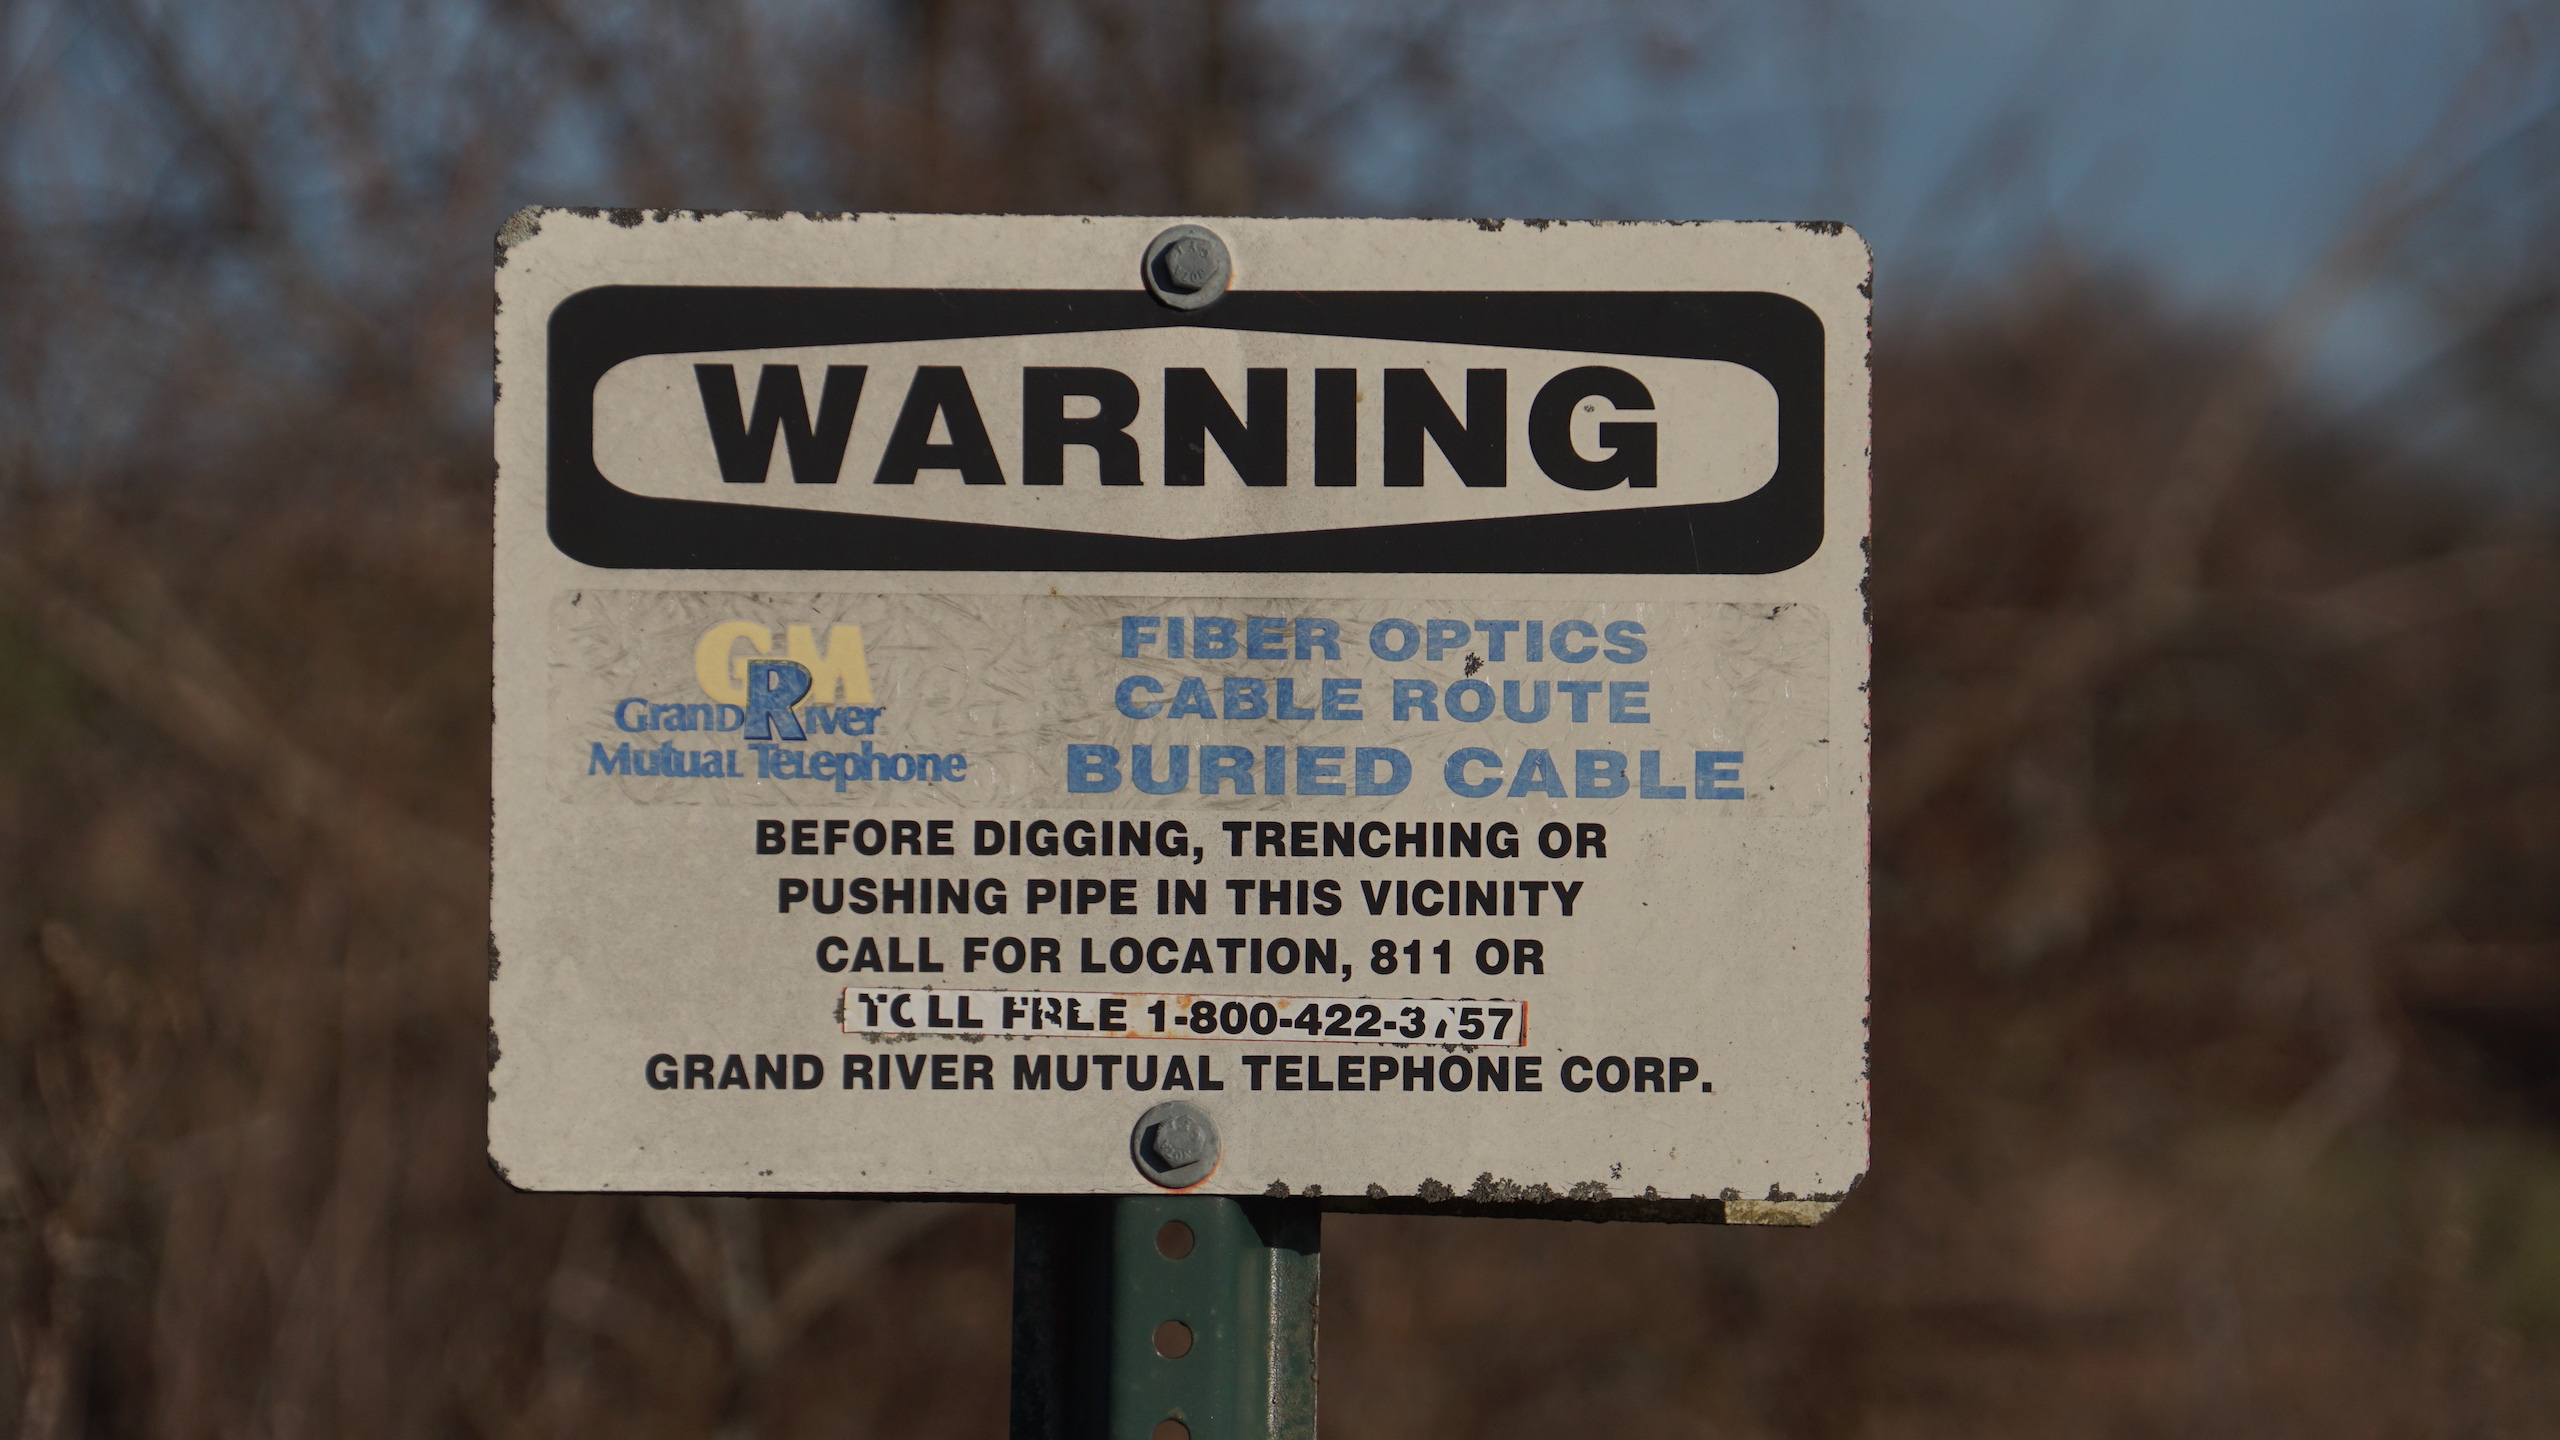 WARNING
GRM
Grand River
Mutual Telephone
FIBER OPTICS
CABLE ROUTE
BURIED CABLE
BEFORE DIGGING, TRENCHING OR
PUSHING PIPE IN THIS VICINITY
CALL FOR LOCATION, 811 OR
TOLL FREE 1-800-422-3757
GRAND RIVER MUTUAL TELEPHONE CORP.